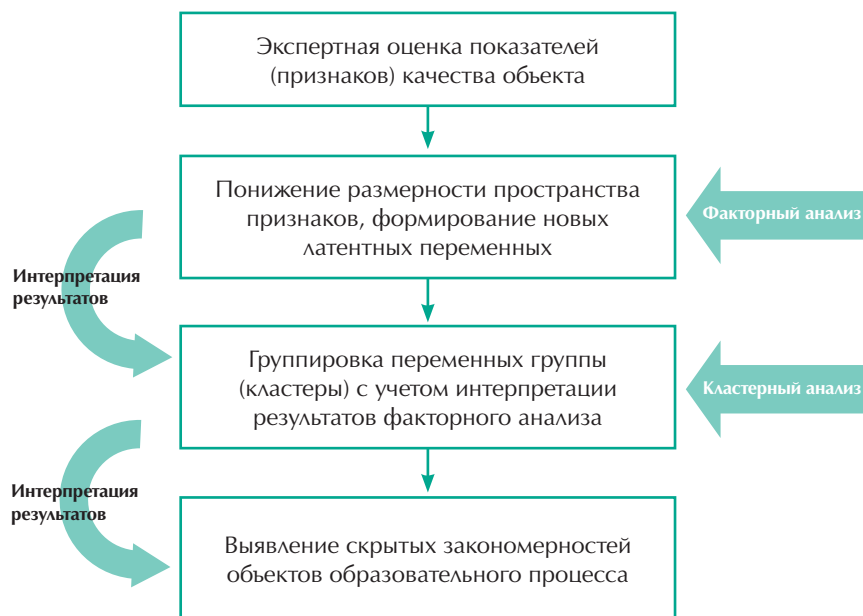 Экспертная оценка показателей
(признаков) качества объекта
Понижение размерности пространства
признаков, формирование новых
латентных переменных
Факторный анализ
Интерпретация
результатов
Группировка переменных группы
(кластеры) с учетом интерпретации
результатов факторного анализа
Кластерный анализ
Интерпретация
результатов
Выявление скрытых закономерностей
объектов образовательного процесса